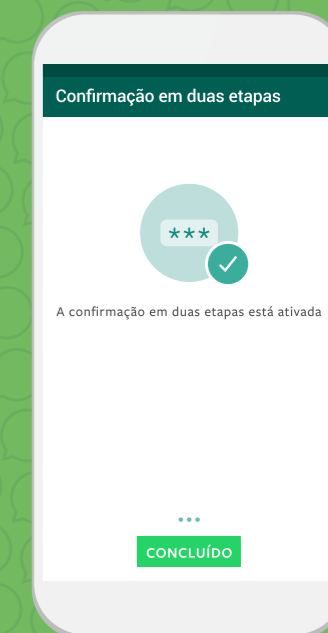 Confirmação em duas etapas
***
A confirmação em duas etapas está ativada
CONCLUÍDO